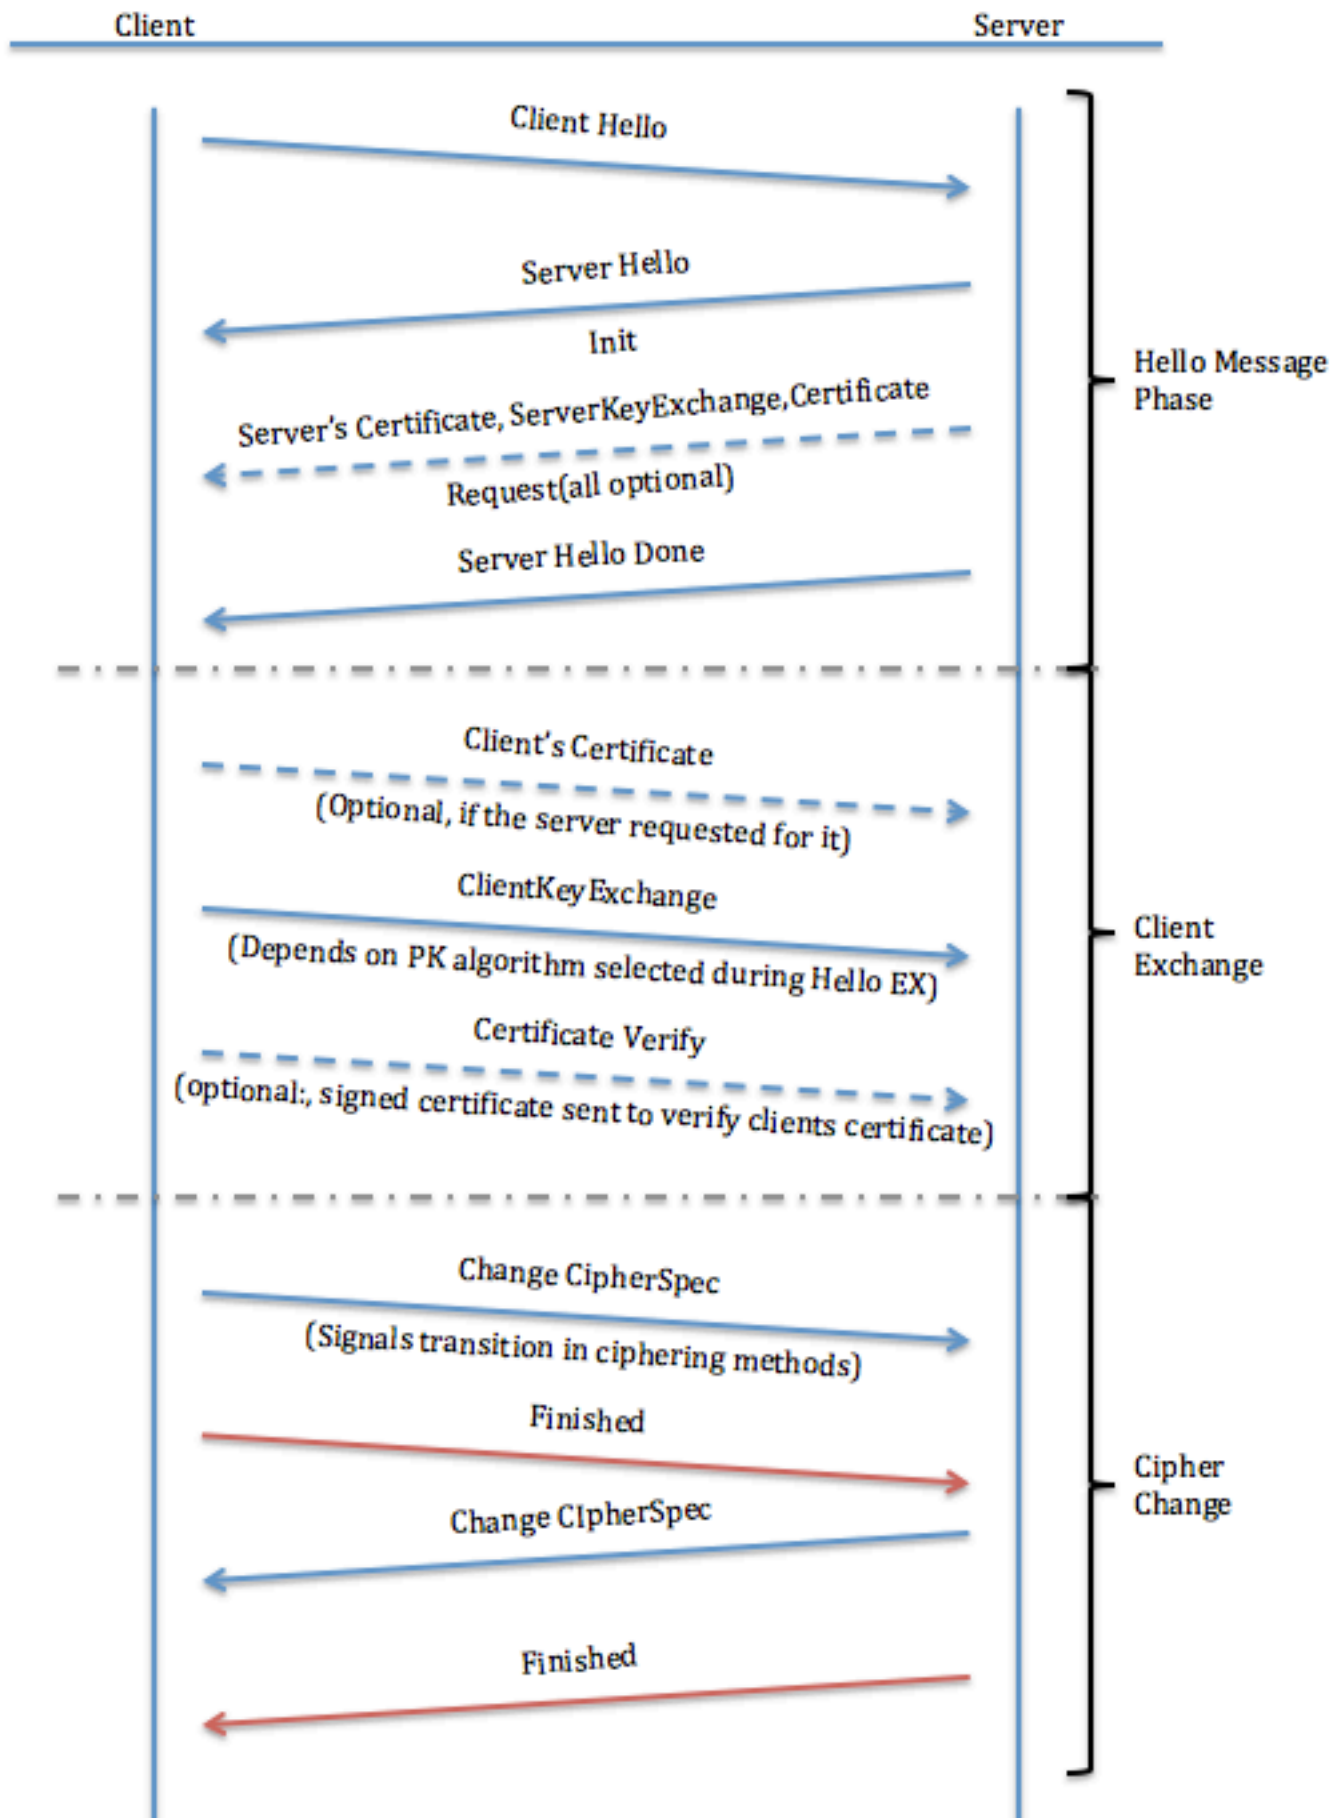 Client
Server
Client Hello
Server Hello
Init
Server's Certificate, ServerKeyExchange,Certificate
Request(all optional)
Server Hello Done
Hello Message
Phase
Client's Certificate
(Optional, if the server requested for it)
ClientKeyExchange
(Depends on PK algorithm selected during Hello EX)
Certificate Verify
(optional:, signed certificate sent to verify clients certificate)
Client
Exchange
Change CipherSpec
(Signals transition in ciphering methods)
Finished
Change CIpherSpec
Finished
Cipher
Change